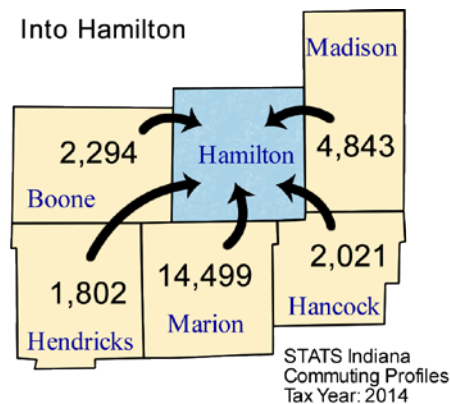 Into Hamilton
Madison
2,294
Hamilton
4,843
Boone
1,802
14,499
2,021
Hendricks
Marion
Hancock
STATS Indiana
Commuting Profiles
Tax Year: 2014